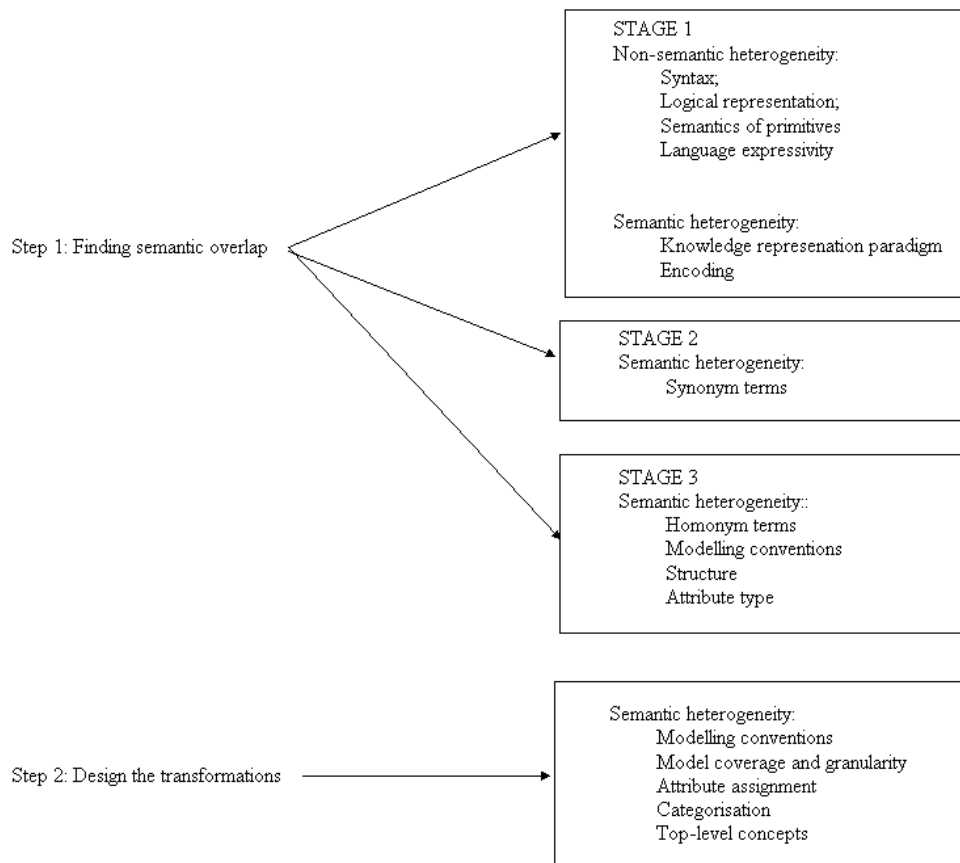 STAGE 1
Non-semantic heterogeneity:
Syntax;
Logical representation;
Semantics of primitives
Language expressivity
Semantic heterogeneity:
Knowledge represenation paradigm
Encoding
Step 1: Finding semantic overlap
STAGE 2
Semantic heterogeneity:
Synonym terms
STAGE 3
Semantic heterogeneity::
Homonym terms
Modelling conventions
Structure
Attribute type
Step 2: Design the transformations
Semantic heterogeneity:
Modelling conventions
Model coverage and granularity
Attribute assignment
Categorisation
Top-level concepts